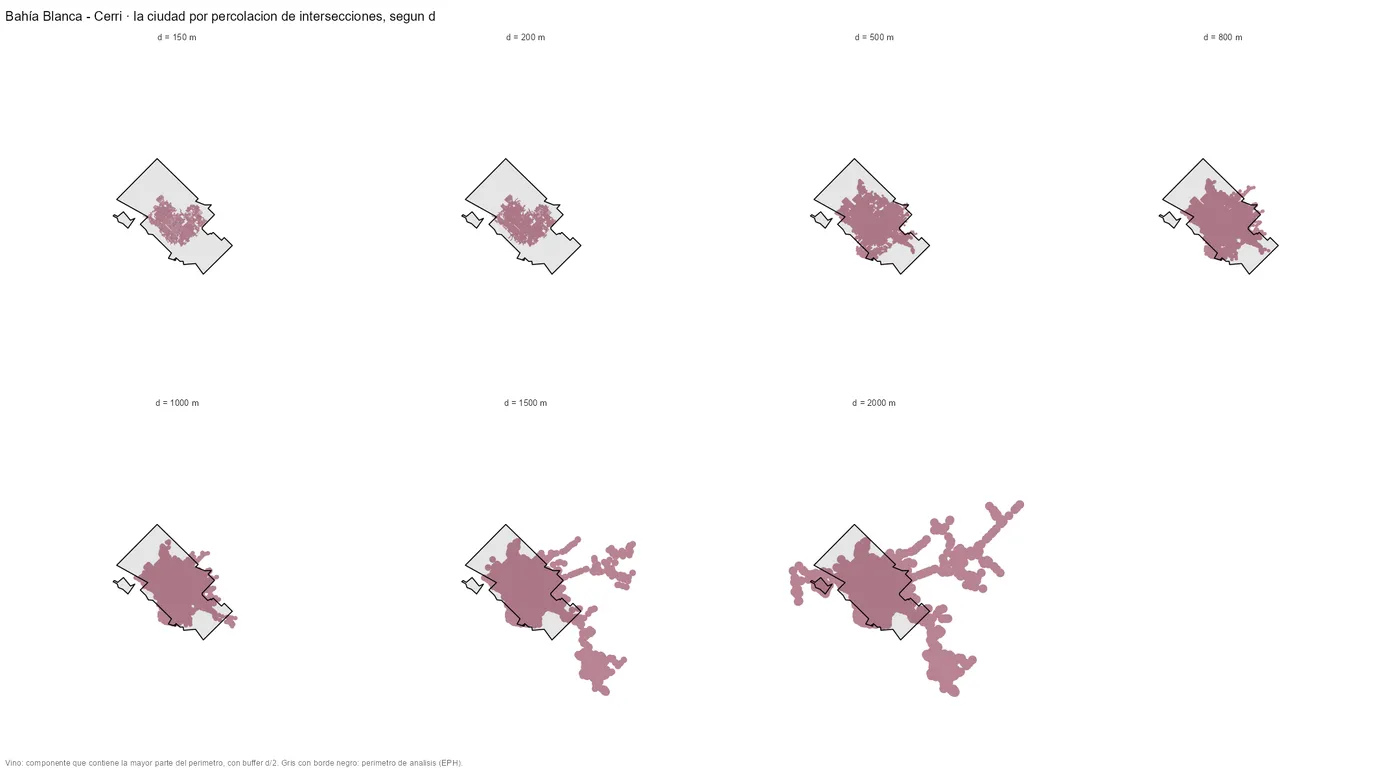 Bahía Blanca - Cerri · la ciudad por percolacion de intersecciones, segun d
d = 150 m
d = 200 m
d = 500 m
d = 800 m
d = 1000 m
d = 1500 m
d = 2000 m
Vino: componente que contiene la mayor parte del perimetro, con buffer d/2. Gris con borde negro: perimetro de analisis (EPH).